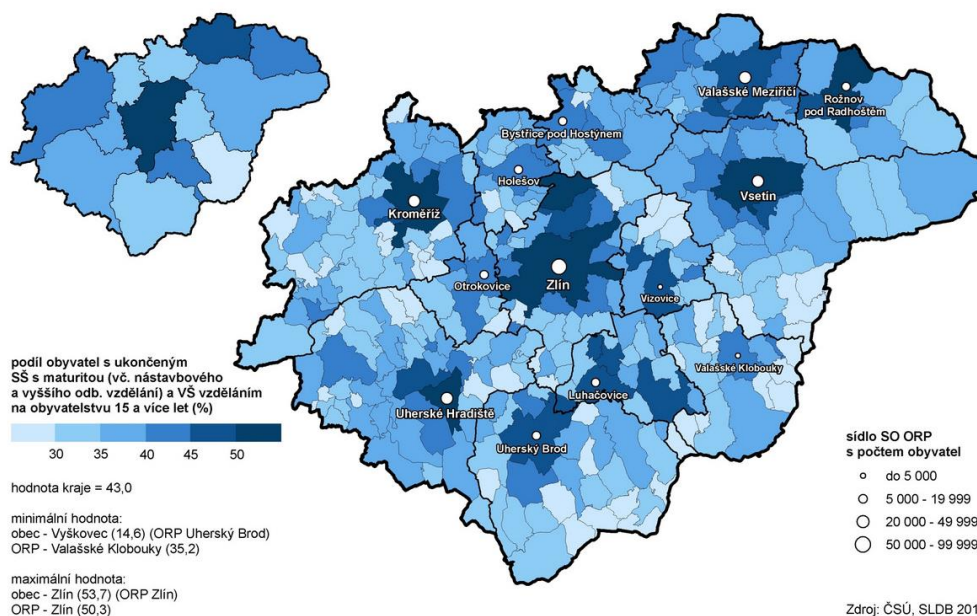 Valašské Meziříčí
Rožnov
pod Radhoštěm
Bystřice pod Hostýnem
Holešov
Vsetín
Kroměříž
Otrokovice
Zlín
Vizovice
Valašské Klobouky
Luhačovice
Uherské Hradiště
Uherský Brod
podíl obyvatel s ukončeným
SŠ s maturitou (vč. nástavbového
a vyššího odb. vzdělání) a VŠ vzděláním
na obyvatelstvu 15 a více let (%)
30 35 40 45 50
hodnota kraje = 43,0
minimální hodnota:
obec - Vyškovec (14,6) (ORP Uherský Brod)
ORP - Valašské Klobouky (35,2)
maximální hodnota:
obec - Zlín (53,7) (ORP Zlín)
ORP - Zlín (50,3)
sídlo SO ORP
s počtem obyvatel
do 5 000
5 000 - 19 999
20 000 - 49 999
50 000 - 99 999
Zdroj: ČSÚ, SLDB 201